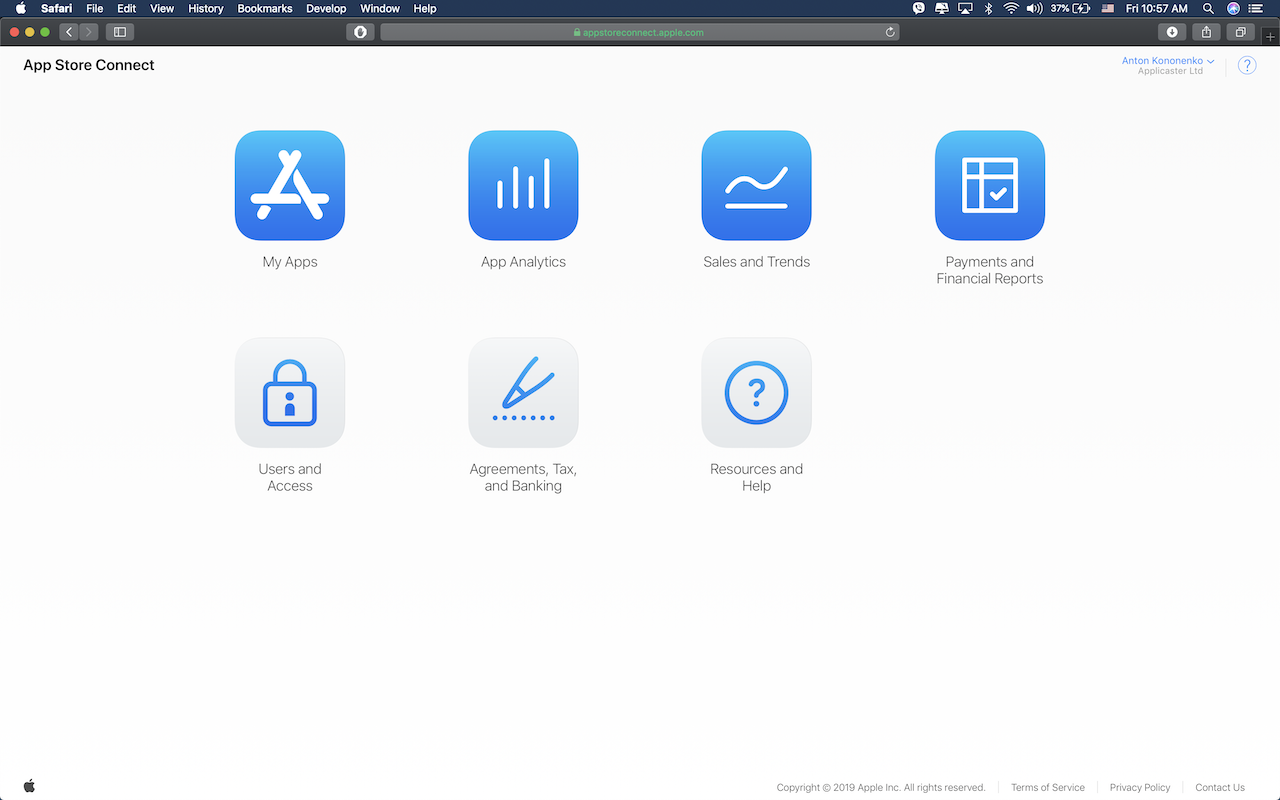 Safari File Edit View History Bookmarks Develop Window Help 37% Fri 10:57 AM
appstoreconnect.apple.com
App Store Connect
Anton Kononenko
Applicaster Ltd
?
My Apps
App Analytics
Sales and Trends
Payments and
Financial Reports
?
Users and
Access
Agreements, Tax,
and Banking
Resources and
Help
Copyright © 2019 Apple Inc. All rights reserved. Terms of Service Privacy Policy Contact Us